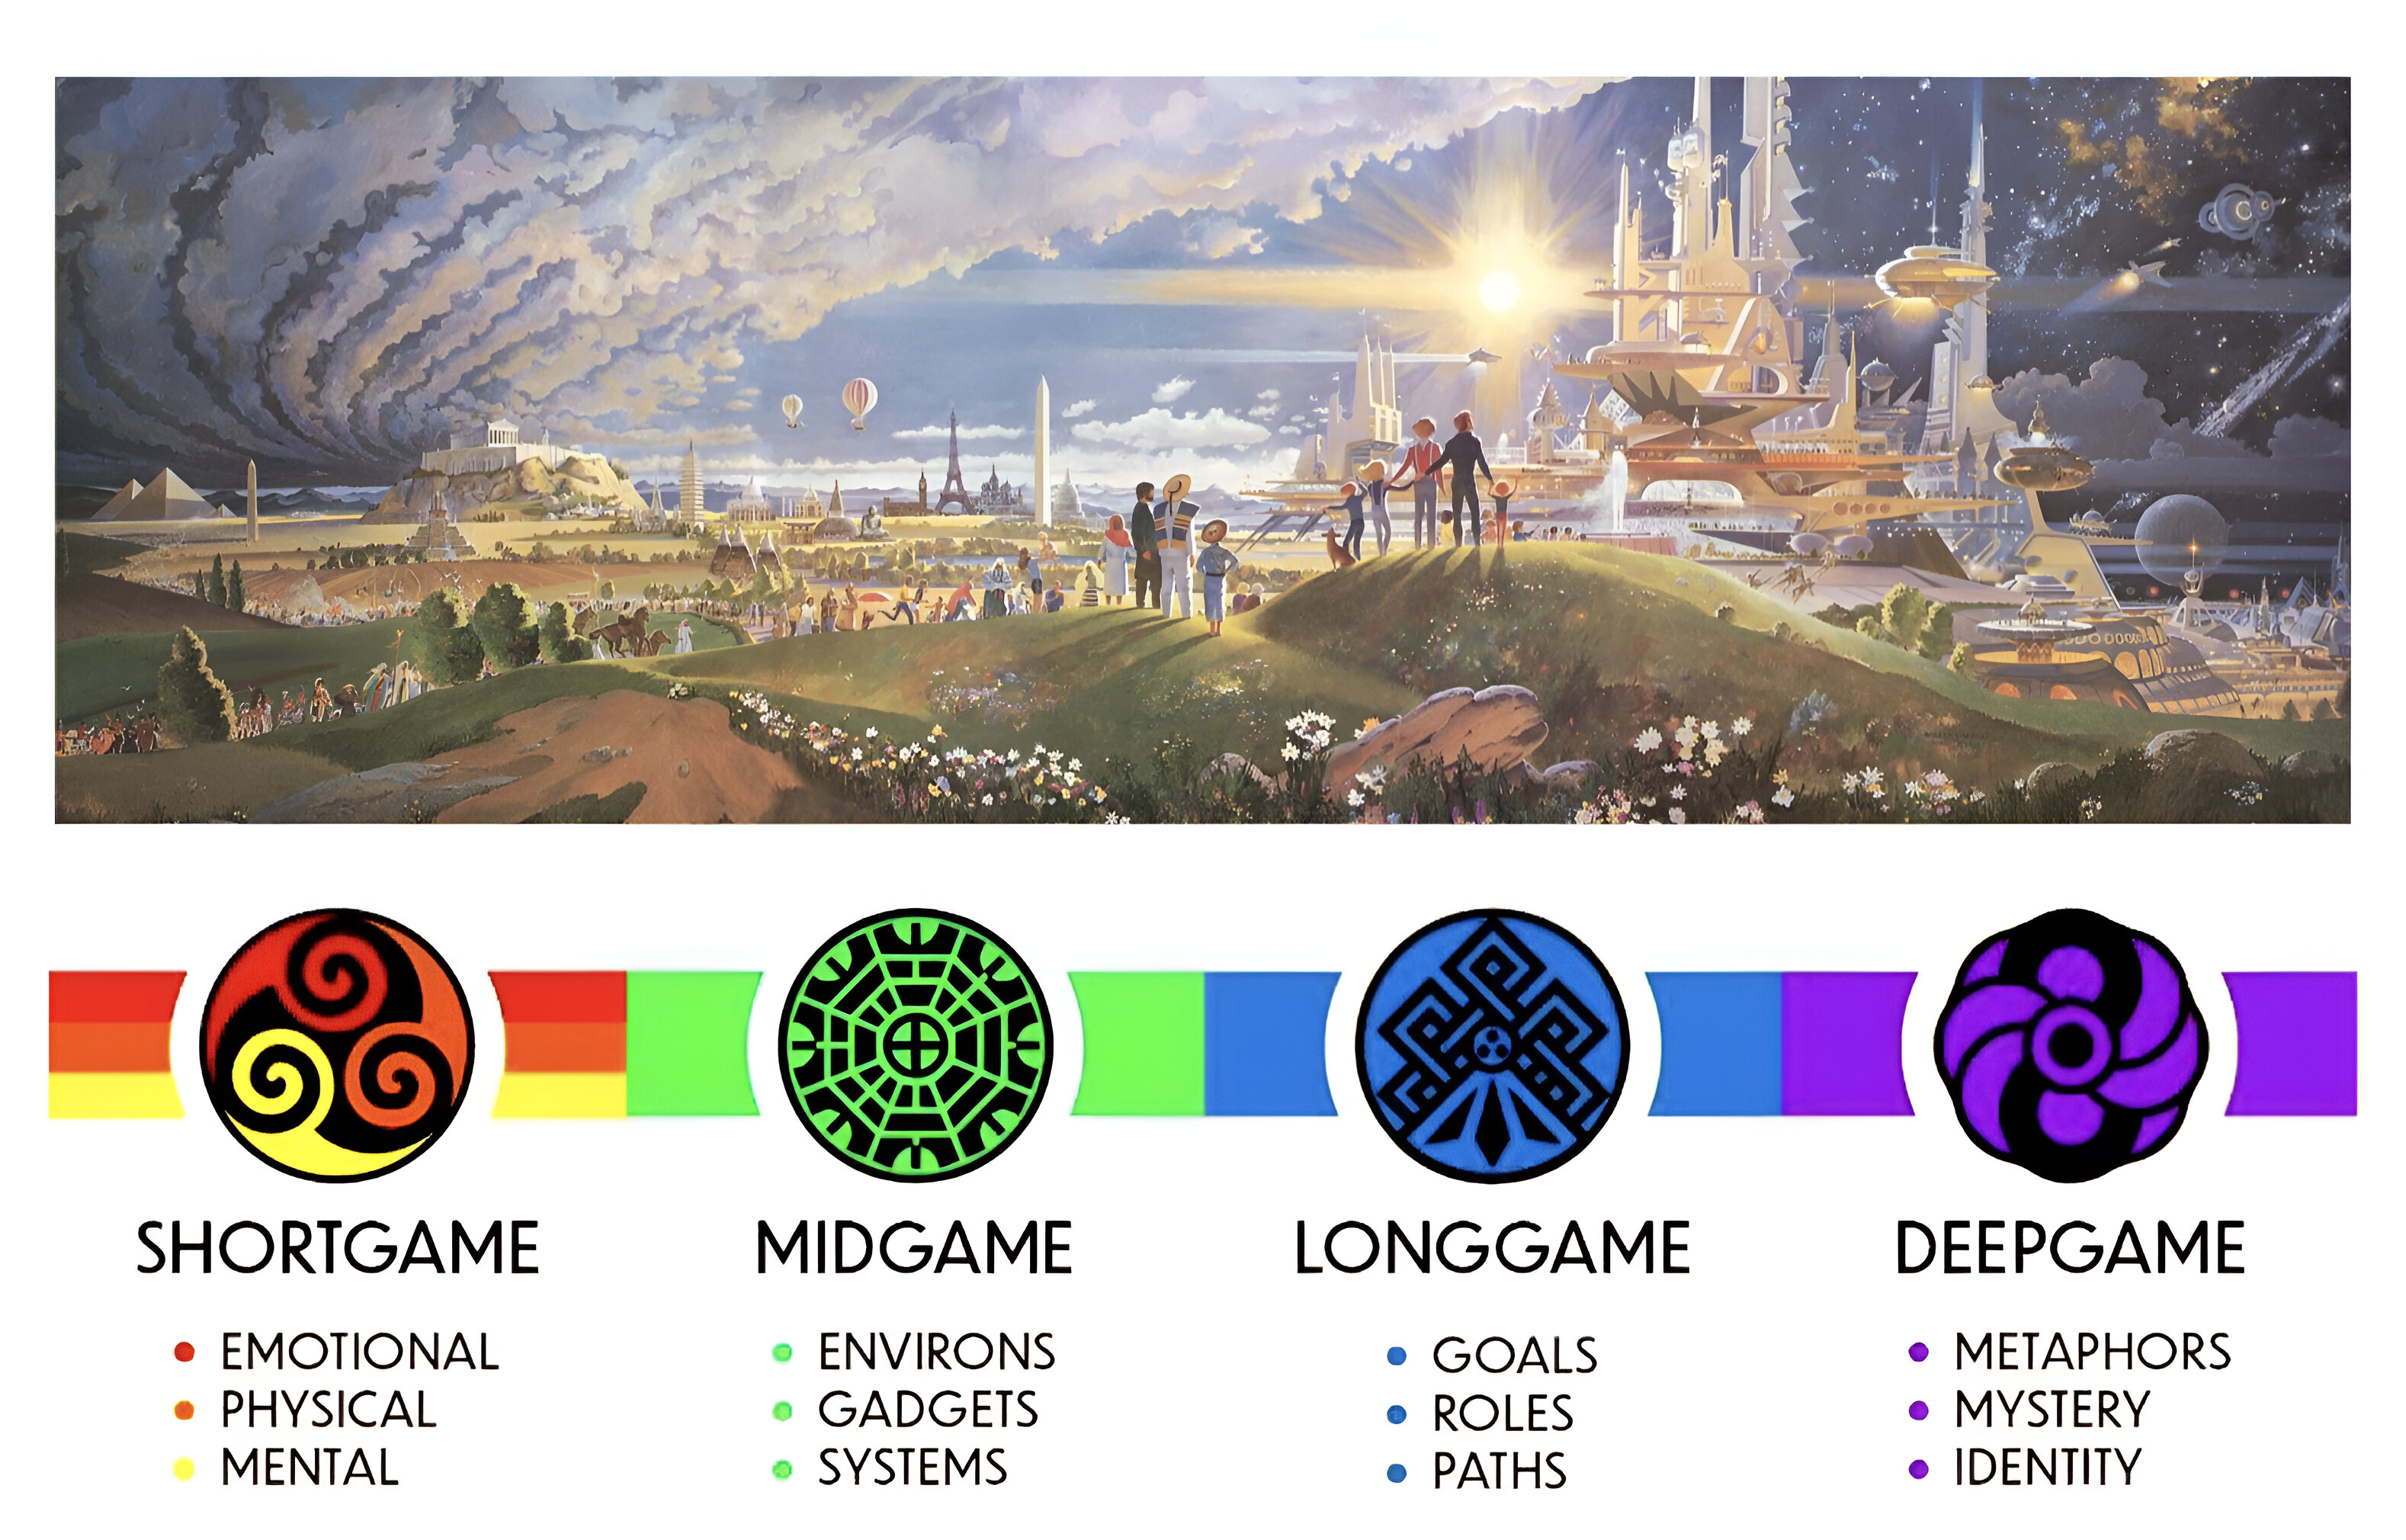 SHORTGAME
EMOTIONAL
PHYSICAL
MENTAL
MIDGAME
ENVIRONS
GADGETS
SYSTEMS
LONGGAME
GOALS
ROLES
PATHS
DEEPGAME
METAPHORS
MYSTERY
IDENTITY